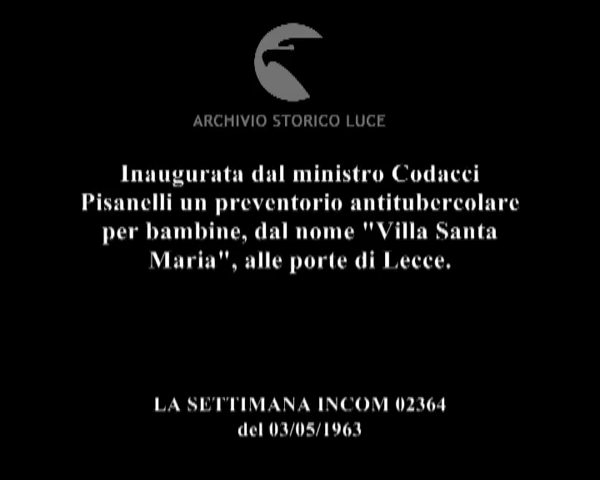 ARCHIVIO STORICO LUCE
Inaugurata dal ministro Codacci
Pisanelli un preventorio antitubercolare
per bambine, dal nome "Villa Santa
Maria", alle porte di Lecce.
LA SETTIMANA INCOM 02364
del 03/05/1963